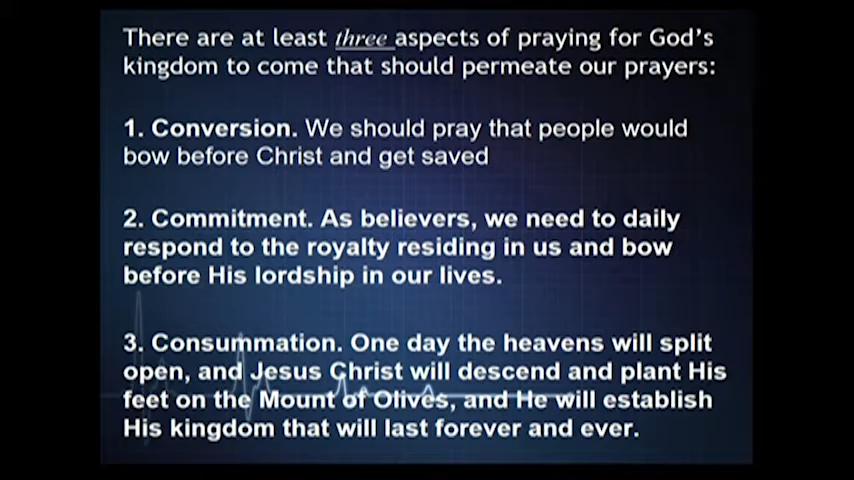 There are at least three aspects of praying for God's
kingdom to come that should permeate our prayers:
1. Conversion. We should pray that people would
bow before Christ and get saved
2. Commitment. As believers, we need to daily
respond to the royalty residing in us and bow
before His lordship in our lives.
3. Consummation. One day the heavens will split
open, and Jesus Christ will descend and plant His
feet on the Mount of Olives, and He will establish
His kingdom that will last forever and ever.